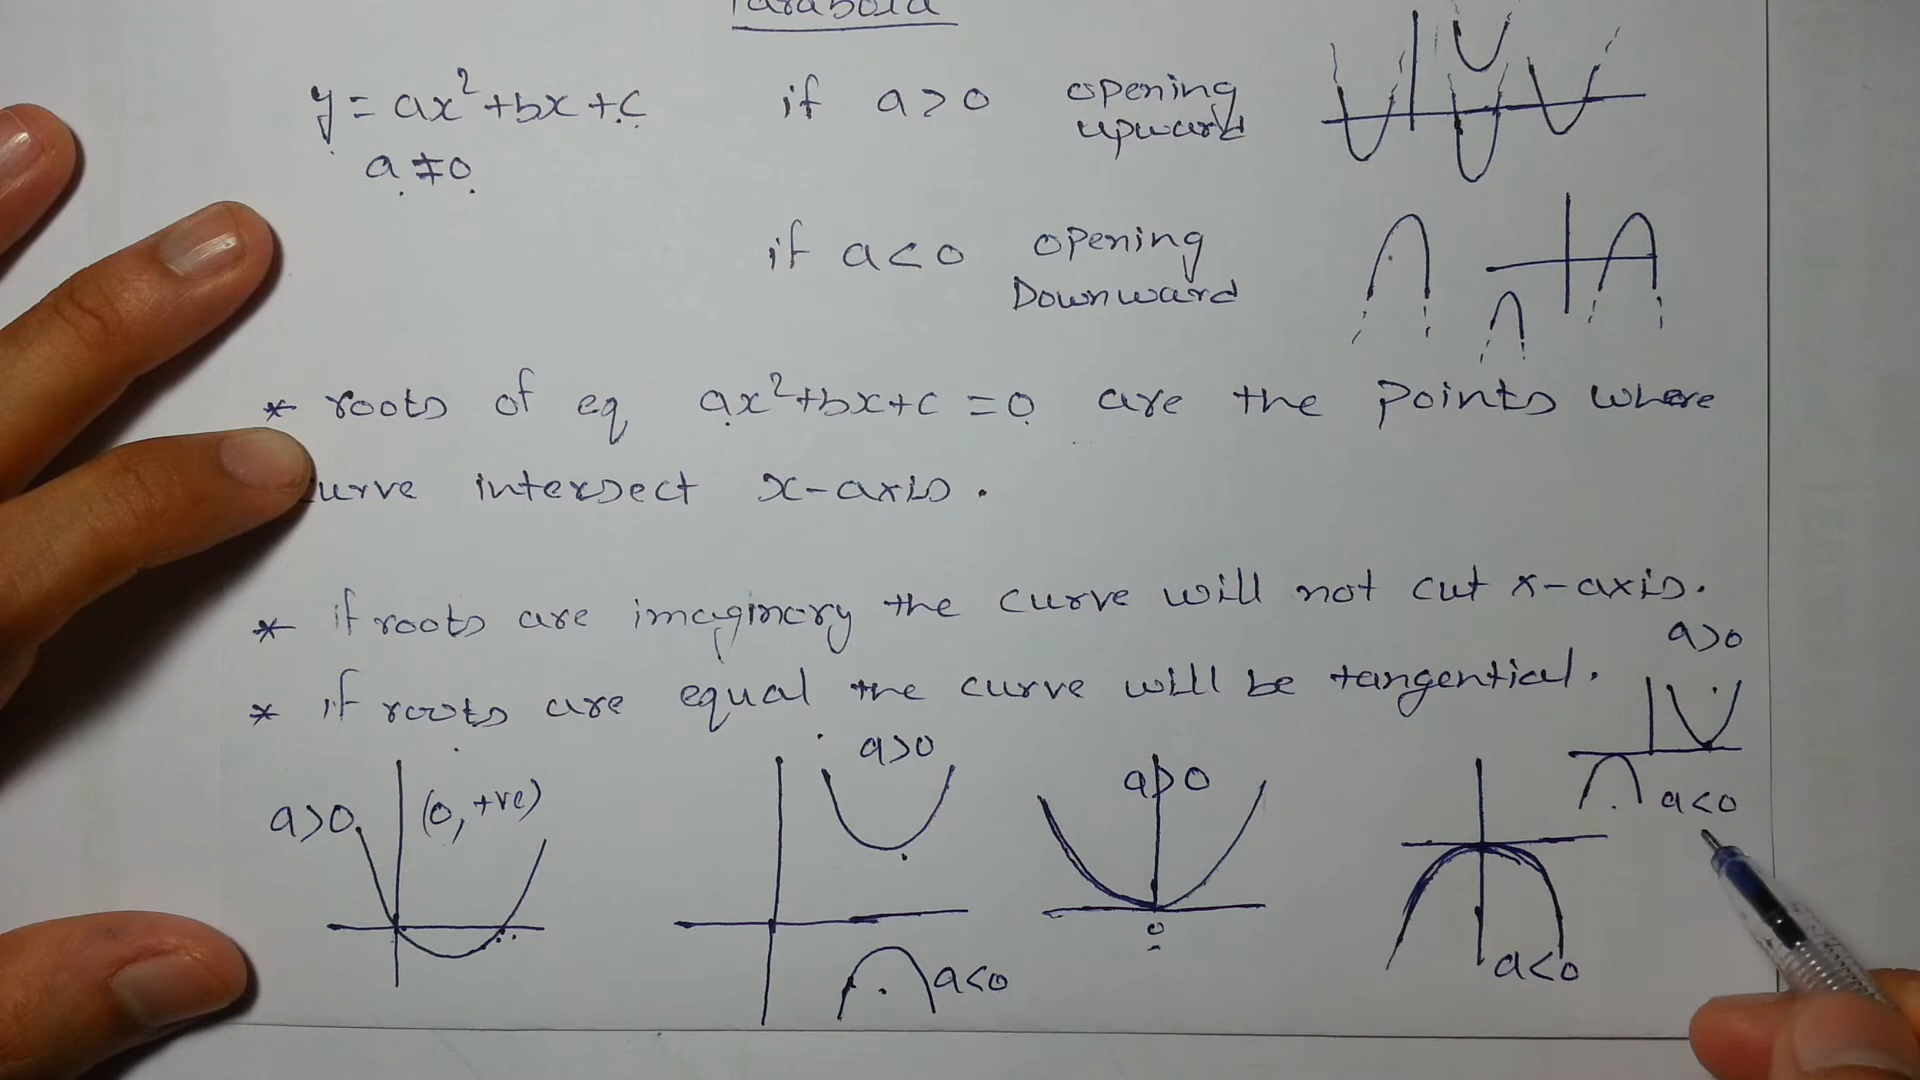 Parabola
y = ax²+bx+c if a>0 opening upward
a ≠ 0
if a<0 opening Downward
* roots of eq ax²+bx+c = 0 are the points where
urve intersect x-axis.
* if roots are imaginory the curve will not cut x-axis.
* if roots are equal the curve will be tangential.
a>0
a<0
a>0 (0, +ve)
a>0
a<0
a>0
0
a<0